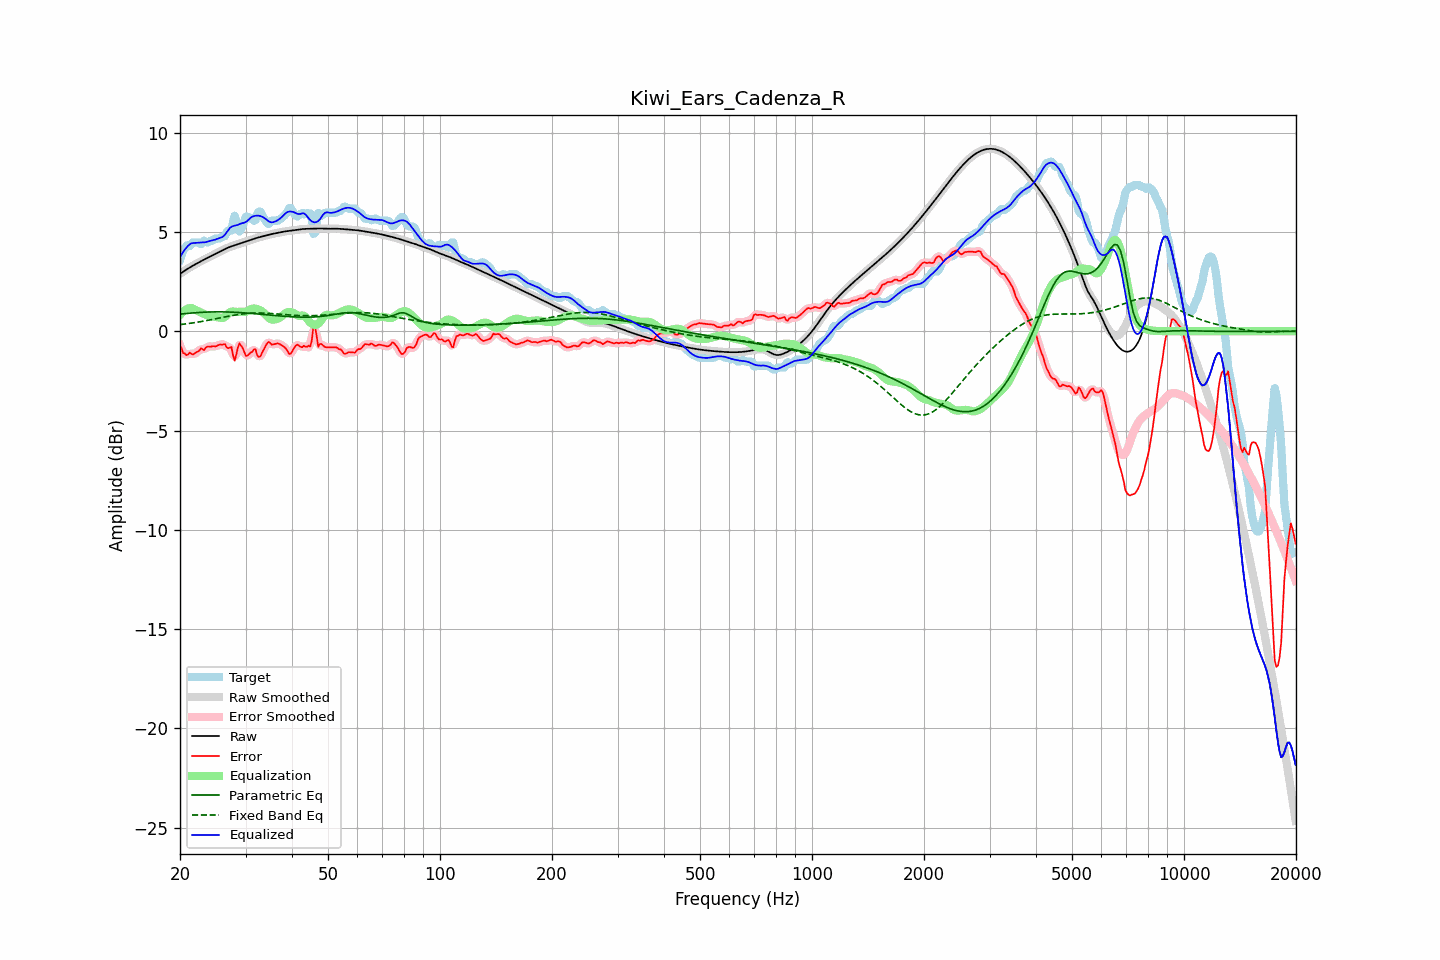 Kiwi_Ears_Cadenza_R
10
5
0
−5
−10
−15
−20
−25
Amplitude (dBr)
Target
Raw Smoothed
Error Smoothed
Raw
Error
Equalization
Parametric Eq
Fixed Band Eq
Equalized
20 50 100 200 500 1000 2000 5000 10000 20000
Frequency (Hz)